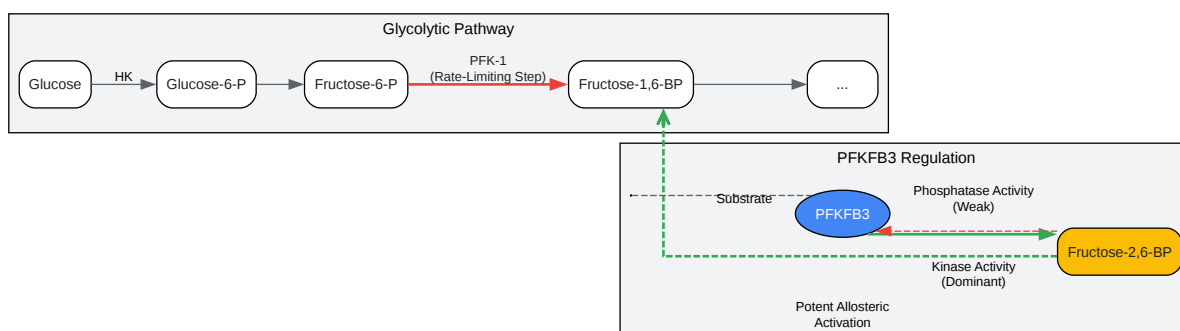 Glycolytic Pathway
Glucose
HK
Glucose-6-P
Fructose-6-P
PFK-1
(Rate-Limiting Step)
Fructose-1,6-BP
...
PFKFB3 Regulation
Substrate
PFKFB3
Phosphatase Activity
(Weak)
Fructose-2,6-BP
Kinase Activity
(Dominant)
Potent Allosteric
Activation